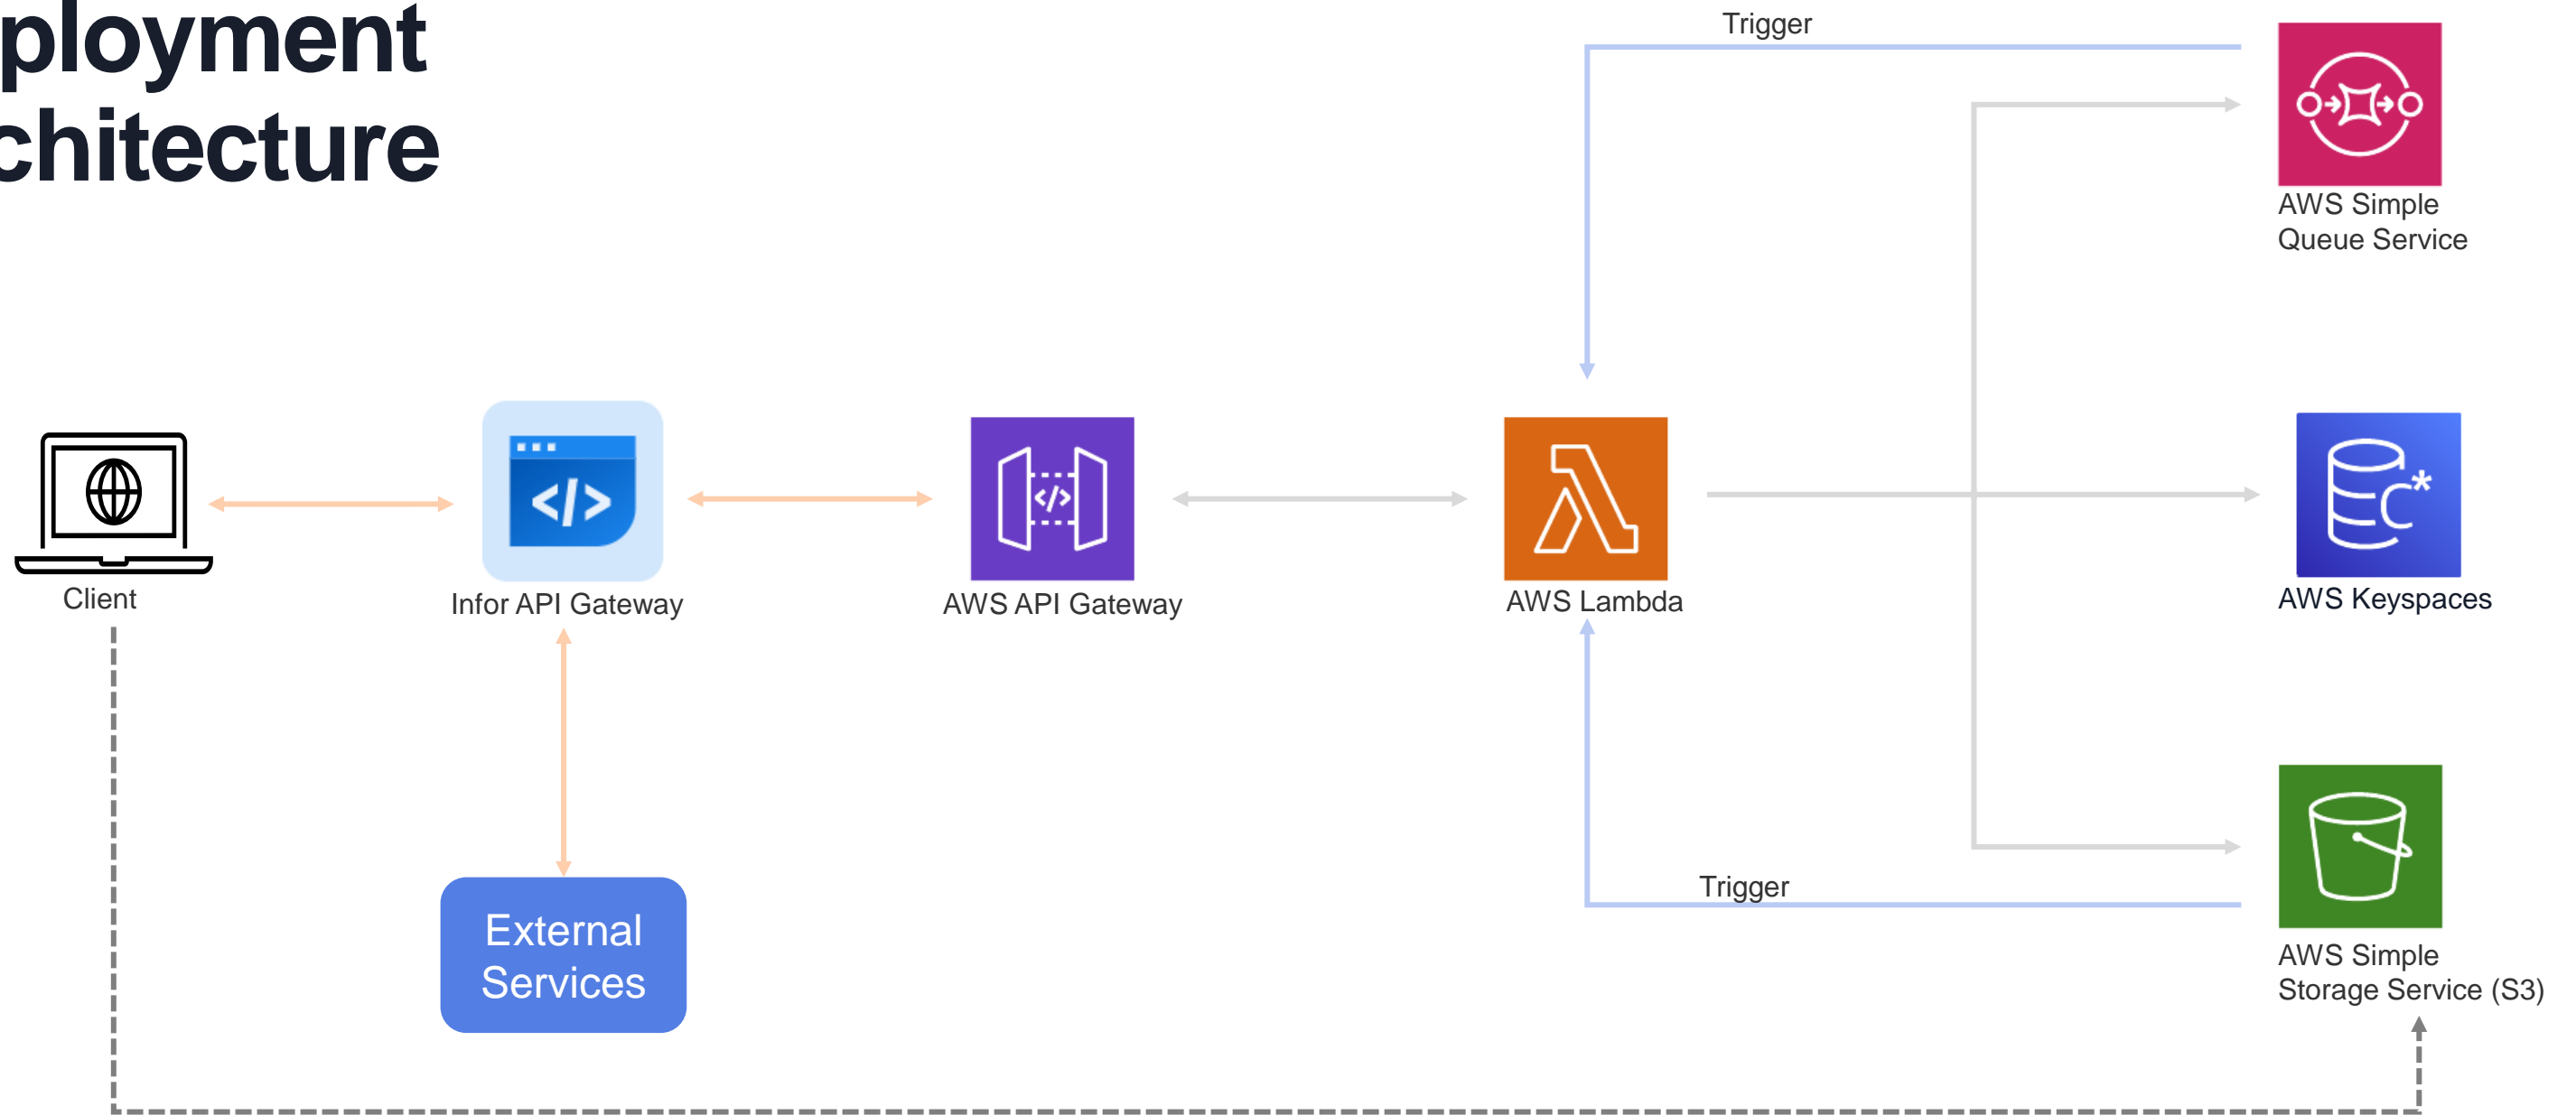 ployment
chitecture
Trigger
AWS Simple
Queue Service
</>
</>
C*
Client
Infor API Gateway
AWS API Gateway
AWS Lambda
AWS Keyspaces
Trigger
External
Services
AWS Simple
Storage Service (S3)